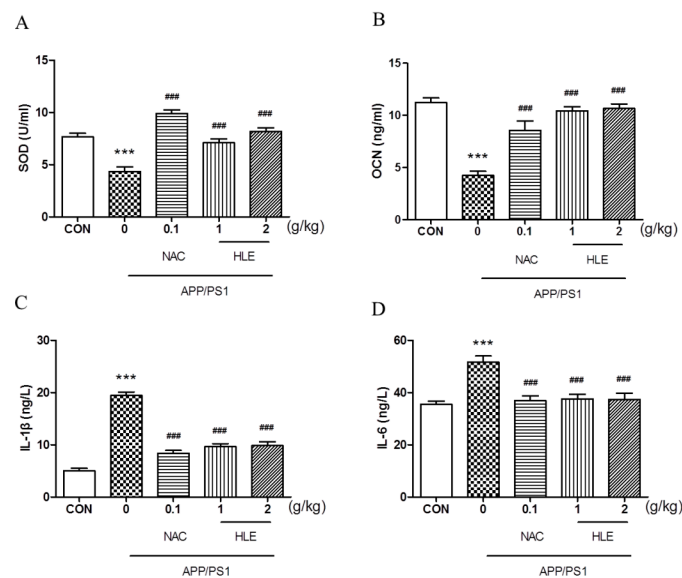 A
SOD (U/ml)
15
10
5
0
***
###
###
###
CON 0 0.1 1 2 (g/kg)
NAC HLE
APP/PS1
B
OCN (ng/ml)
15
10
5
0
***
###
###
###
CON 0 0.1 1 2 (g/kg)
NAC HLE
APP/PS1
C
IL-1β (ng/L)
30
20
10
0
***
###
###
###
CON 0 0.1 1 2 (g/kg)
NAC HLE
APP/PS1
D
IL-6 (ng/L)
60
40
20
0
***
###
###
###
CON 0 0.1 1 2 (g/kg)
NAC HLE
APP/PS1